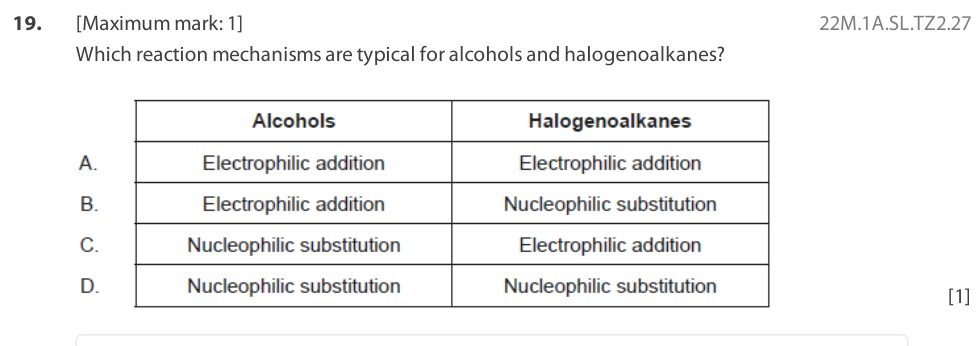 19. [Maximum mark: 1] 22M.1A.SL.TZ2.27
Which reaction mechanisms are typical for alcohols and halogenoalkanes?
Alcohols Halogenoalkanes
A. Electrophilic addition Electrophilic addition
B. Electrophilic addition Nucleophilic substitution
C. Nucleophilic substitution Electrophilic addition
D. Nucleophilic substitution Nucleophilic substitution
[1]